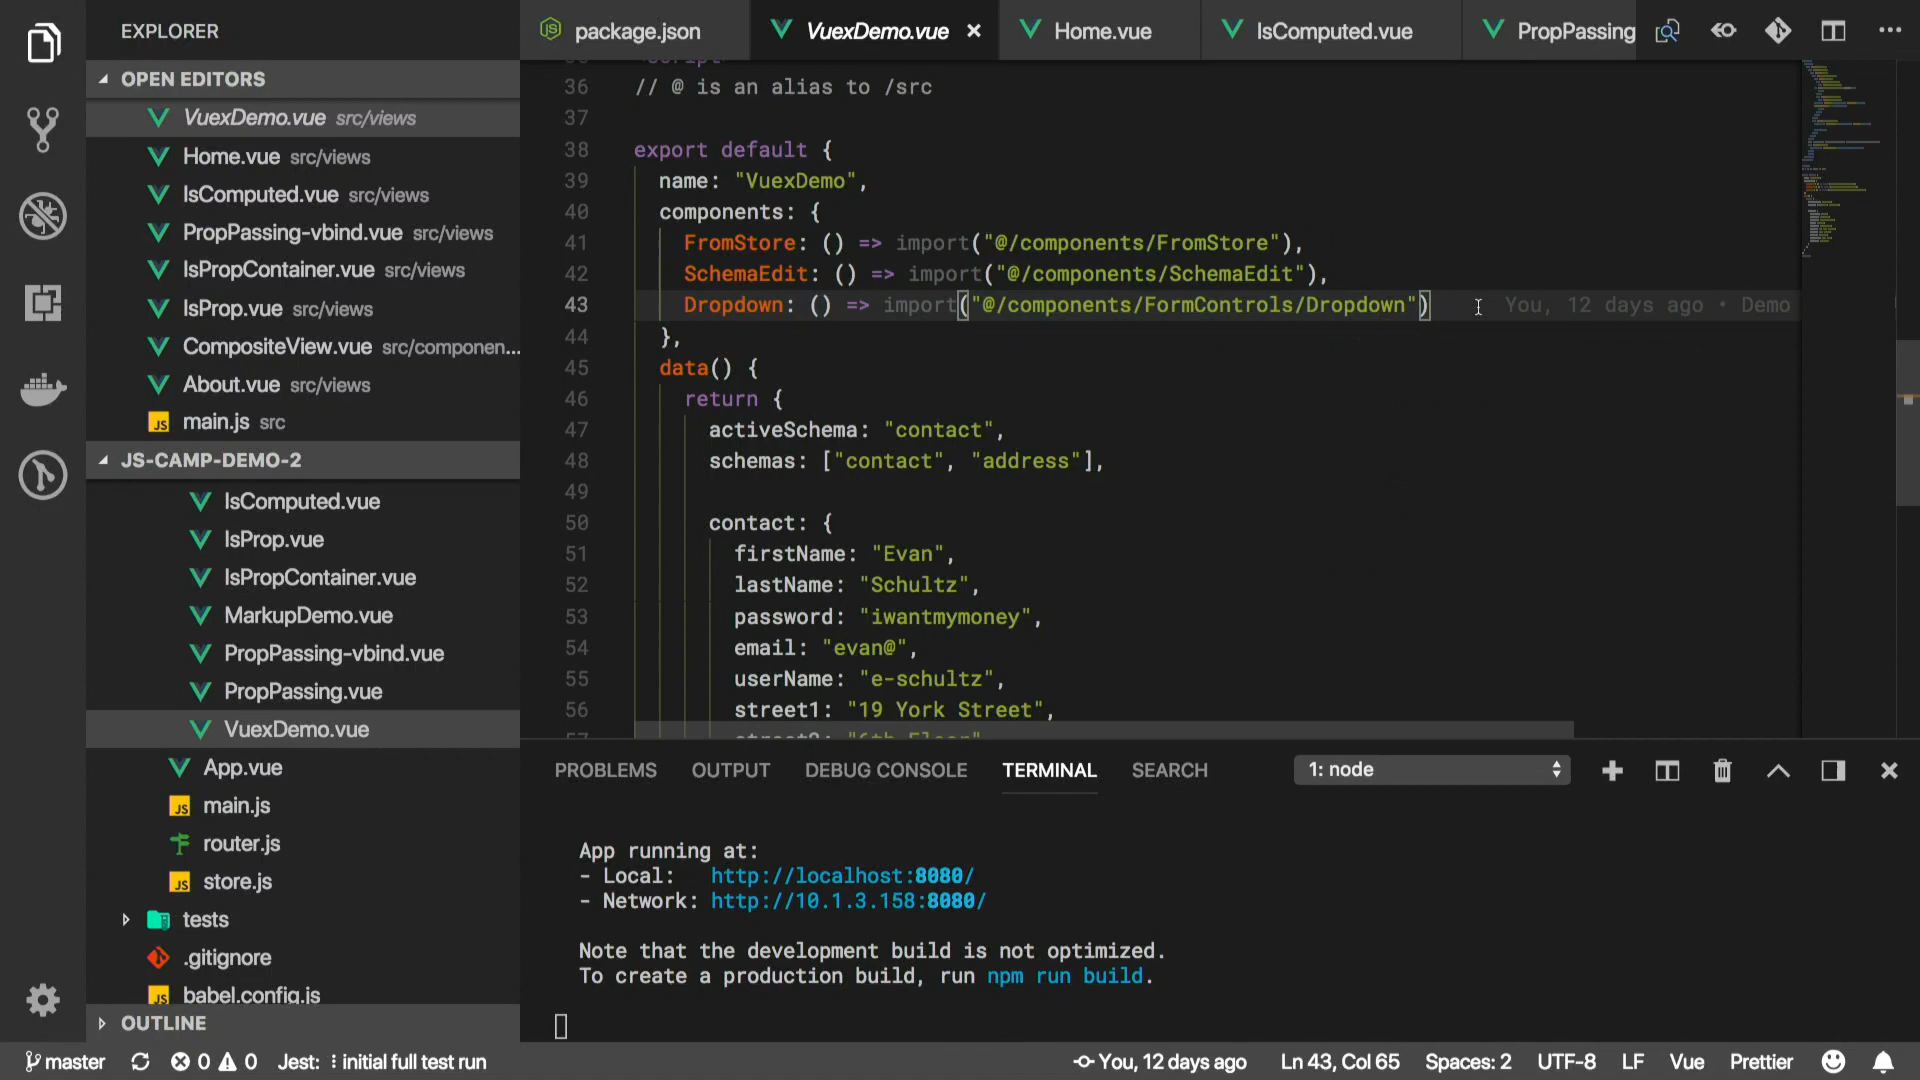 EXPLORER
OPEN EDITORS
VuexDemo.vue src/views
Home.vue src/views
IsComputed.vue src/views
PropPassing-vbind.vue src/views
IsPropContainer.vue src/views
IsProp.vue src/views
CompositeView.vue src/componen...
About.vue src/views
JS main.js src
JS-CAMP-DEMO-2
IsComputed.vue
IsProp.vue
IsPropContainer.vue
MarkupDemo.vue
PropPassing-vbind.vue
PropPassing.vue
VuexDemo.vue
App.vue
JS main.js
router.js
JS store.js
tests
.gitignore
JS babel.config.js
OUTLINE
package.json VuexDemo.vue Home.vue IsComputed.vue PropPassing
36 // @ is an alias to /src
37
38 export default {
39 name: "VuexDemo",
40 components: {
41 FromStore: () => import("@/components/FromStore"),
42 SchemaEdit: () => import("@/components/SchemaEdit"),
43 Dropdown: () => import("@/components/FormControls/Dropdown") You, 12 days ago • Demo
44 },
45 data() {
46 return {
47 activeSchema: "contact",
48 schemas: ["contact", "address"],
49
50 contact: {
51 firstName: "Evan",
52 lastName: "Schultz",
53 password: "iwantmymoney",
54 email: "evan@",
55 userName: "e-schultz",
56 street1: "19 York Street",
PROBLEMS OUTPUT DEBUG CONSOLE TERMINAL SEARCH 1: node
App running at:
- Local: http://localhost:8080/
- Network: http://10.1.3.158:8080/
Note that the development build is not optimized.
To create a production build, run npm run build.
master 0 0 Jest: initial full test run You, 12 days ago Ln 43, Col 65 Spaces: 2 UTF-8 LF Vue Prettier